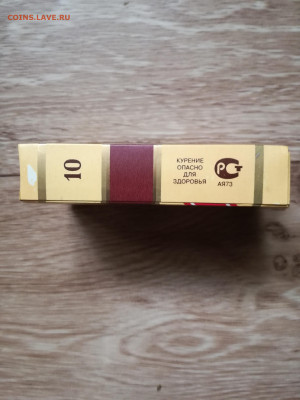 COINS.LAVE.RU
10
КУРЕНИЕ
ОПАСНО
ДЛЯ
ЗДОРОВЬЯ
РСТ
АЯ73